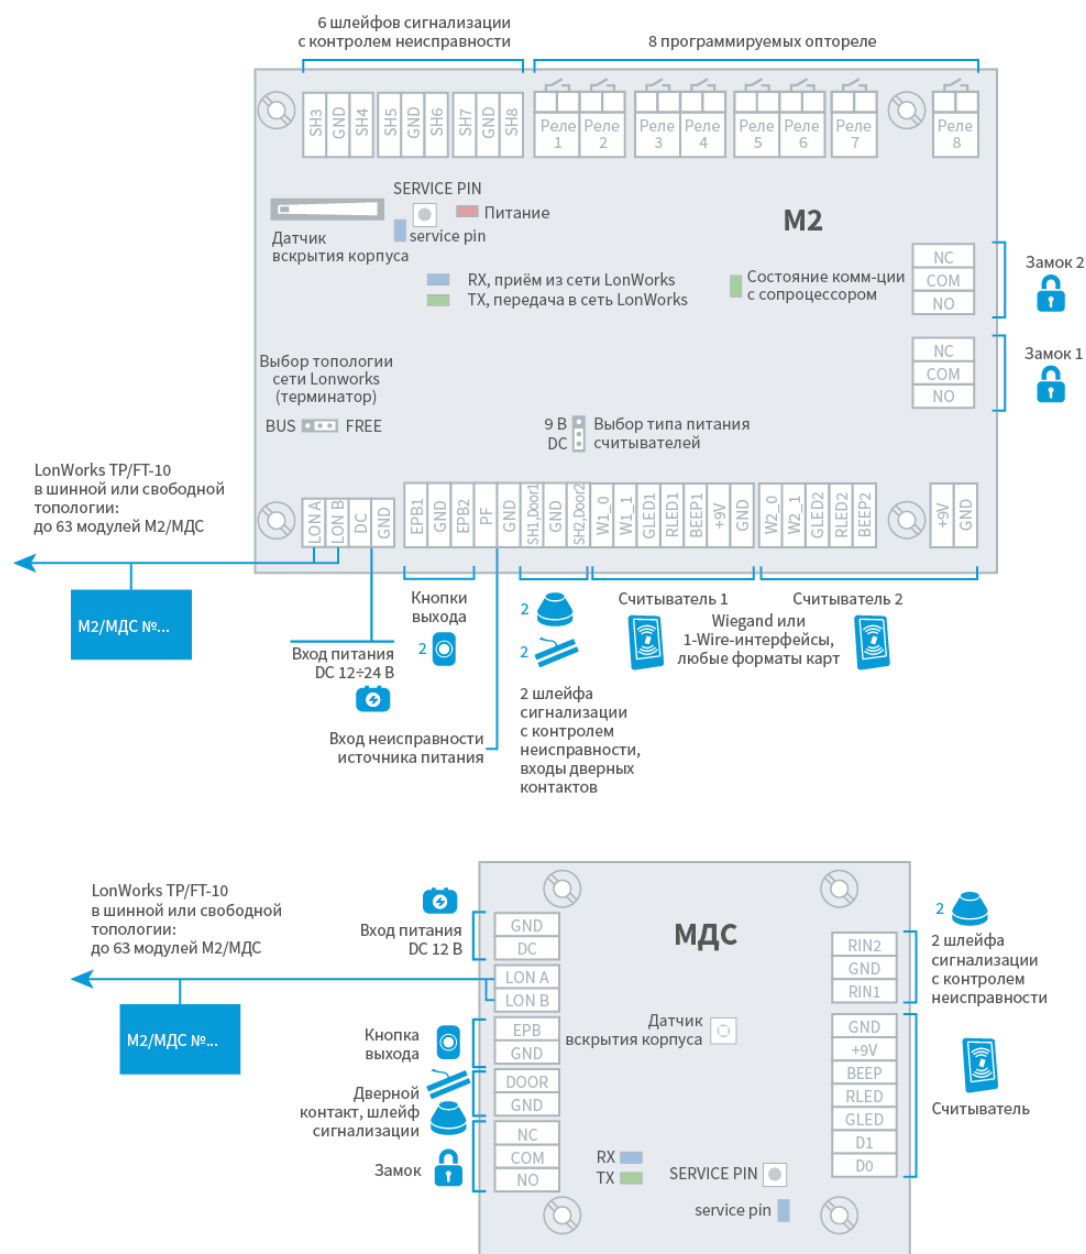 6 шлейфов сигнализации
с контролем неисправности
8 программируемых оптореле
SH3
GND
SH4
SH5
GND
SH6
SH7
GND
SH8
Реле
1
Реле
2
Реле
3
Реле
4
Реле
5
Реле
6
Реле
7
Реле
8
SERVICE PIN
Питание
service pin
Датчик
вскрытия корпуса
М2
RX, приём из сети LonWorks
TX, передача в сеть LonWorks
Состояние комм-ции
с сопроцессором
NC
COM
NO
Замок 2
NC
COM
NO
Замок 1
Выбор топологии
сети Lonworks
(терминатор)
BUS
FREE
9 В
DC
Выбор типа питания
считывателей
LonWorks TP/FT-10
в шинной или свободной
топологии:
до 63 модулей М2/МДС
LON A
LON B
DC
GND
EPB1
GND
EPB2
PF
GND
SH1,Door1
GND
SH2,Door2
W1_0
W1_1
GLED1
RLED1
BEEP1
+9V
GND
W2_0
W2_1
GLED2
RLED2
BEEP2
+9V
GND
М2/МДС №...
Вход питания
DC 12÷24 В
Кнопки
выхода
2
Вход неисправности
источника питания
2
2
2 шлейфа
сигнализации
с контролем
неисправности,
входы дверных
контактов
Считыватель 1
Считыватель 2
Wiegand или
1-Wire-интерфейсы,
любые форматы карт
LonWorks TP/FT-10
в шинной или свободной
топологии:
до 63 модулей М2/МДС
М2/МДС №...
Вход питания
DC 12 В
GND
DC
LON A
LON B
Кнопка
выхода
EPB
GND
Дверной
контакт, шлейф
сигнализации
DOOR
GND
Замок
NC
COM
NO
МДС
Датчик
вскрытия корпуса
RX
TX
SERVICE PIN
service pin
RIN2
GND
RIN1
2
2 шлейфа
сигнализации
с контролем
неисправности
GND
+9V
BEEP
RLED
GLED
D1
D0
Считыватель